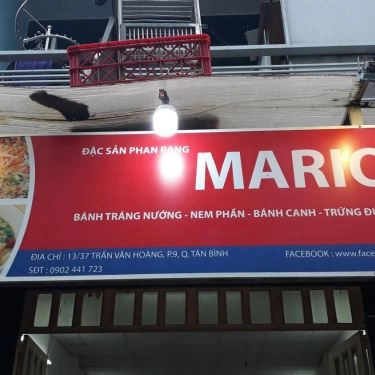 ĐẶC SẢN PHAN RANG
MARIO
BÁNH TRÁNG NƯỚNG - NEM PHẦN - BÁNH CANH - TRỨNG
ĐỊA CHỈ : 13/37 TRẦN VĂN HOÀNG, P.9, Q. TÂN BÌNH
FACEBOOK : www.face
SĐT : 0902 441 723